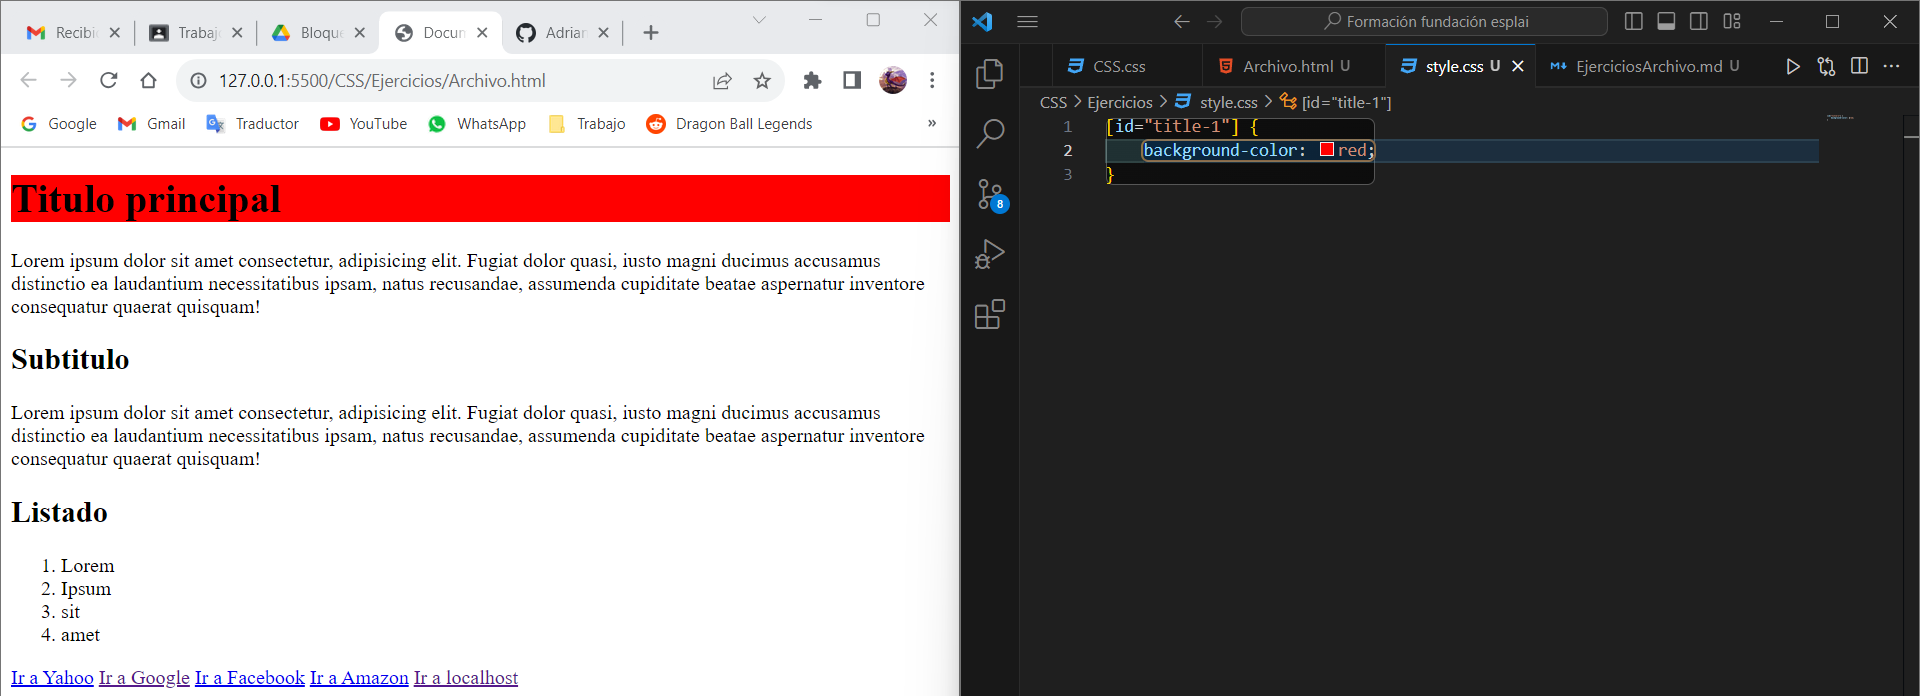 Recibi
Trabaj
Bloque
Docun
Adrian
127.0.0.1:5500/CSS/Ejercicios/Archivo.html
Google
Gmail
Traductor
YouTube
WhatsApp
Trabajo
Dragon Ball Legends
»
Titulo principal
Lorem ipsum dolor sit amet consectetur, adipisicing elit. Fugiat dolor quasi, iusto magni ducimus accusamus
distinctio ea laudantium necessitatibus ipsam, natus recusandae, assumenda cupiditate beatae aspernatur inventore
consequatur quaerat quisquam!
Subtitulo
Lorem ipsum dolor sit amet consectetur, adipisicing elit. Fugiat dolor quasi, iusto magni ducimus accusamus
distinctio ea laudantium necessitatibus ipsam, natus recusandae, assumenda cupiditate beatae aspernatur inventore
consequatur quaerat quisquam!
Listado
1. Lorem
2. Ipsum
3. sit
4. amet
Ir a Yahoo Ir a Google Ir a Facebook Ir a Amazon Ir a localhost
Formación fundación esplai
CSS.css
Archivo.html U
style.css U
EjerciciosArchivo.md U
CSS > Ejercicios > style.css > [id="title-1"]
8
1 [id="title-1"] {
2 background-color: red;
3 }